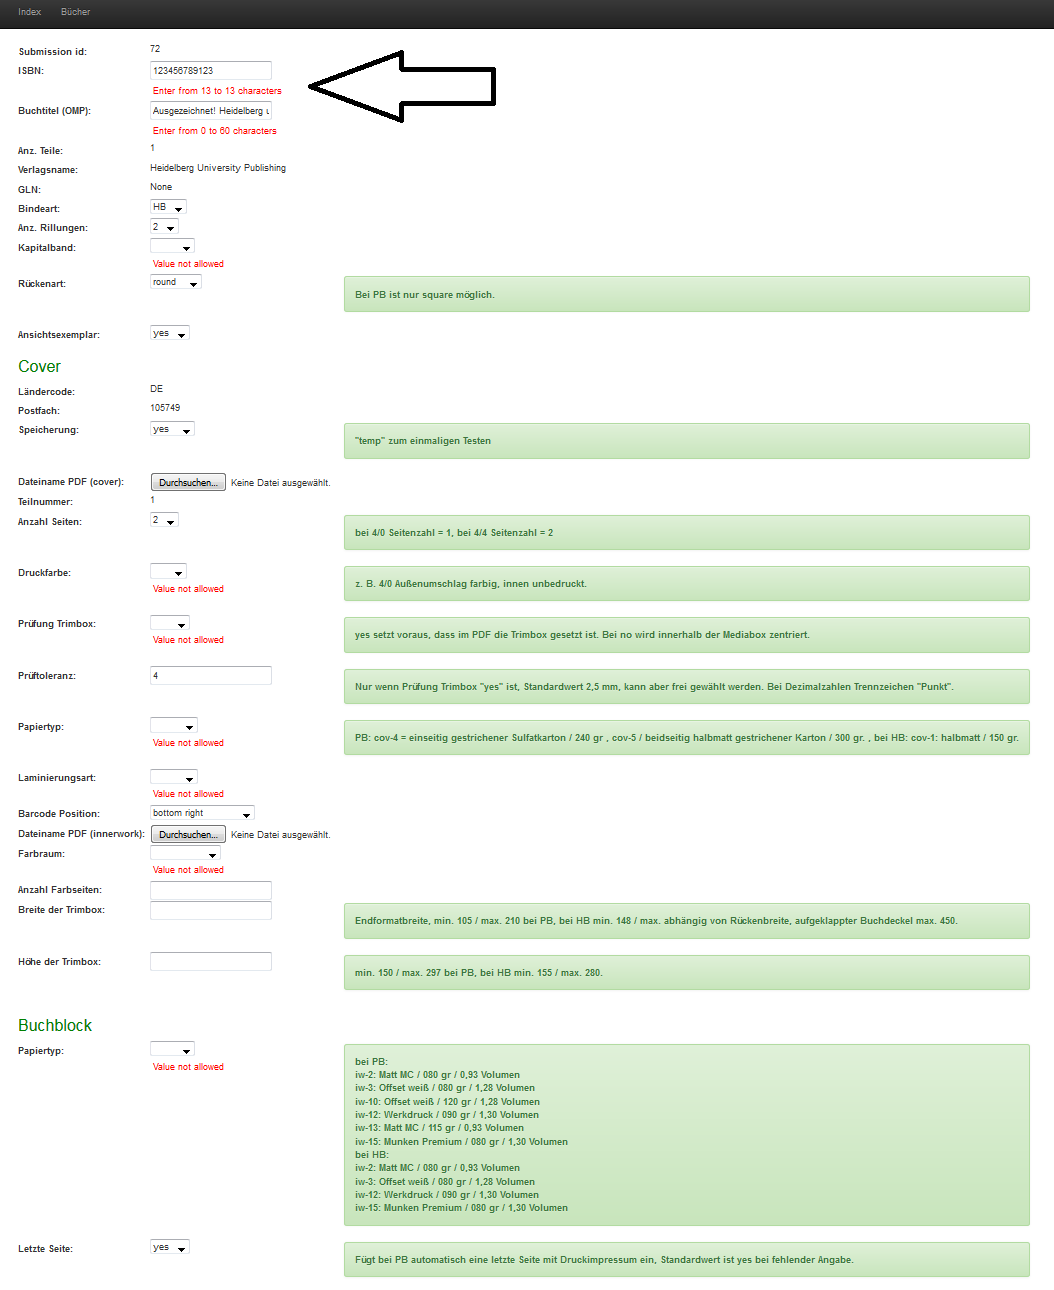 Index Bücher
Submission id: 72
ISBN: 123456789123
Enter from 13 to 13 characters
Buchtitel (OMP): Ausgezeichnet! Heidelberg u
Enter from 0 to 60 characters
Anz. Teile: 1
Verlagsname: Heidelberg University Publishing
GLN: None
Bindeart: HB
Anz. Rillungen: 2
Kapitalband:
Value not allowed
Rückenart: round
Bei PB ist nur square möglich.
Ansichtsexemplar: yes
Cover
Ländercode: DE
Postfach: 105749
Speicherung: yes
"temp" zum einmaligen Testen
Dateiname PDF (cover): Durchsuchen... Keine Datei ausgewählt.
Teilnummer: 1
Anzahl Seiten: 2
bei 4/0 Seitenzahl = 1, bei 4/4 Seitenzahl = 2
Druckfarbe:
Value not allowed
z. B. 4/0 Außenumschlag farbig, innen unbedruckt.
Prüfung Trimbox:
Value not allowed
yes setzt voraus, dass im PDF die Trimbox gesetzt ist. Bei no wird innerhalb der Mediabox zentriert.
Prüftoleranz: 4
Nur wenn Prüfung Trimbox "yes" ist, Standardwert 2,5 mm, kann aber frei gewählt werden. Bei Dezimalzahlen Trennzeichen "Punkt".
Papiertyp:
Value not allowed
PB: cov-4 = einseitig gestrichener Sulfatkarton / 240 gr , cov-5 / beidseitig halbmatt gestrichener Karton / 300 gr. , bei HB: cov-1: halbmatt / 150 gr.
Laminierungsart:
Value not allowed
Barcode Position: bottom right
Dateiname PDF (innerwork): Durchsuchen... Keine Datei ausgewählt.
Farbraum:
Value not allowed
Anzahl Farbseiten:
Breite der Trimbox:
Endformatbreite, min. 105 / max. 210 bei PB, bei HB min. 148 / max. abhängig von Rückenbreite, aufgeklappter Buchdeckel max. 450.
Höhe der Trimbox:
min. 150 / max. 297 bei PB, bei HB min. 155 / max. 280.
Buchblock
Papiertyp:
Value not allowed
bei PB:
iw-2: Matt MC / 080 gr / 0,93 Volumen
iw-3: Offset weiß / 080 gr / 1,28 Volumen
iw-10: Offset weiß / 120 gr / 1,28 Volumen
iw-12: Werkdruck / 090 gr / 1,30 Volumen
iw-13: Matt MC / 115 gr / 0,93 Volumen
iw-15: Munken Premium / 080 gr / 1,30 Volumen
bei HB:
iw-2: Matt MC / 080 gr / 0,93 Volumen
iw-3: Offset weiß / 080 gr / 1,28 Volumen
iw-12: Werkdruck / 090 gr / 1,30 Volumen
iw-15: Munken Premium / 080 gr / 1,30 Volumen
Letzte Seite: yes
Fügt bei PB automatisch eine letzte Seite mit Druckimpressum ein, Standardwert ist yes bei fehlender Angabe.